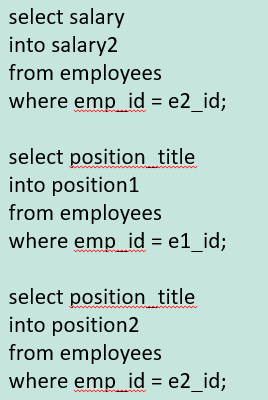 select salary
into salary2
from employees
where emp_id = e2_id;

select position_title
into position1
from employees
where emp_id = e1_id;

select position_title
into position2
from employees
where emp_id = e2_id;